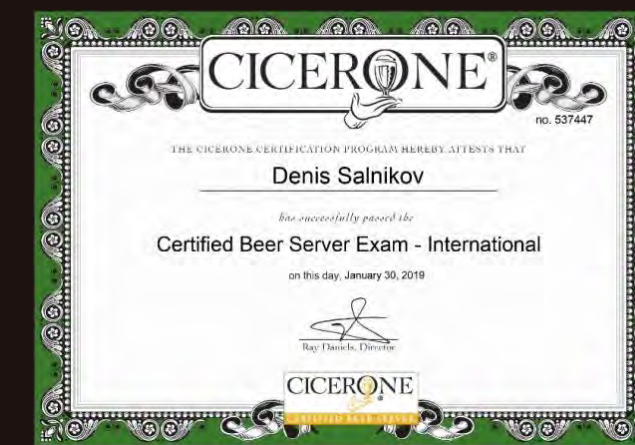 CICERONE®
no. 537447
THE CICERONE CERTIFICATION PROGRAM HEREBY ATTESTS THAT
Denis Salnikov
has successfully passed the
Certified Beer Server Exam - International
on this day, January 30, 2019
Ray Daniels, Director
CICERONE®
CERTIFIED BEER SERVER